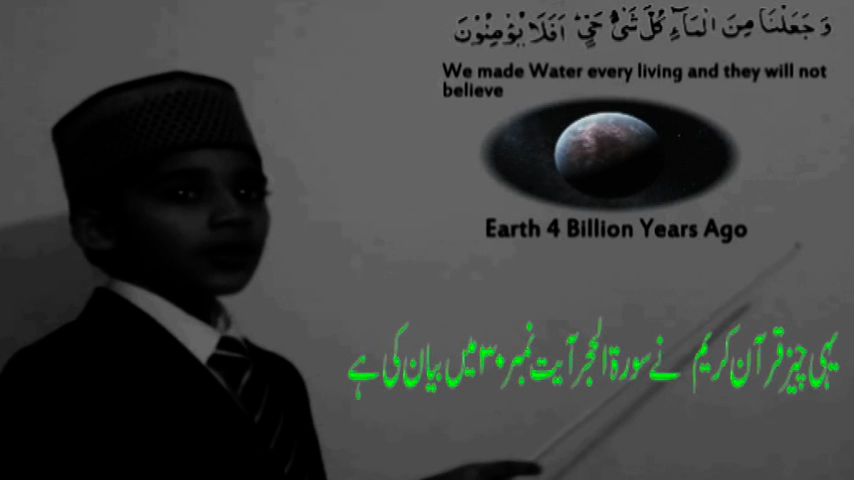 وَجَعَلْنَا مِنَ الْمَآءِ كُلَّ شَیْءٍ حَیٍّ اَفَلَا یُؤْمِنُوْنَ
We made Water every living and they will not
believe
Earth 4 Billion Years Ago
یہی چیز قرآن کریم نے سورۃ الحجر آیت نمبر ۳۰ میں بیان کی ہے